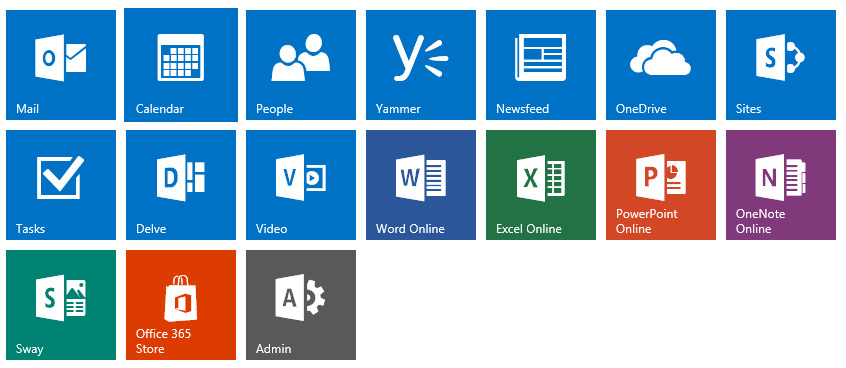 Mail
Calendar
People
Yammer
Newsfeed
OneDrive
Sites
Tasks
Delve
Video
Word Online
Excel Online
PowerPoint
Online
OneNote
Online
Sway
Office 365
Store
Admin